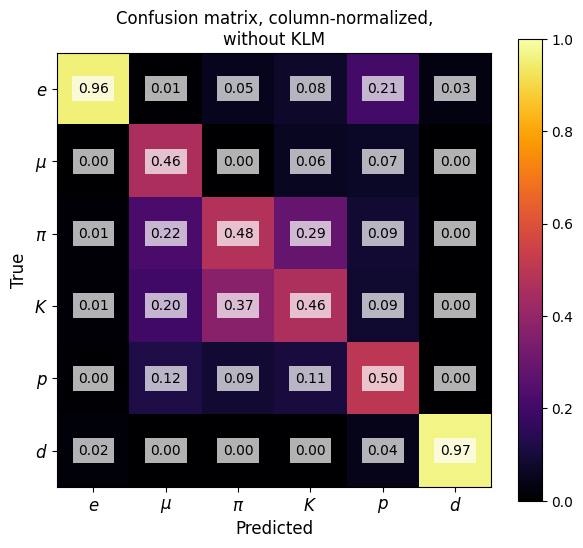 Confusion matrix, column-normalized,
without KLM
True
e 0.96 0.01 0.05 0.08 0.21 0.03
μ 0.00 0.46 0.00 0.06 0.07 0.00
π 0.01 0.22 0.48 0.29 0.09 0.00
K 0.01 0.20 0.37 0.46 0.09 0.00
p 0.00 0.12 0.09 0.11 0.50 0.00
d 0.02 0.00 0.00 0.00 0.04 0.97
e μ π K p d
Predicted
1.0
0.8
0.6
0.4
0.2
0.0